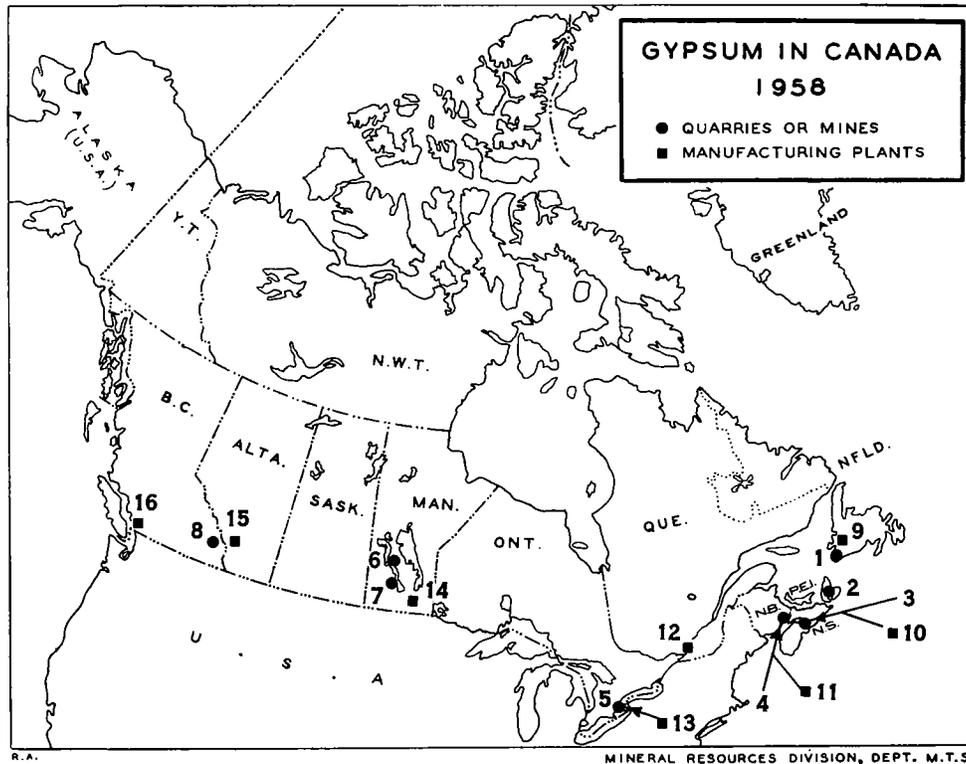 GYPSUM IN CANADA
1958
● QUARRIES OR MINES
■ MANUFACTURING PLANTS
ALASKA
(U.S.A.)
Y.T.
GREENLAND
N.W.T.
B.C.
ALTA.
SASK.
MAN.
ONT.
QUE.
NFLD.
16
8
15
6
7
14
9
1
P.E.I.
2
N.B.
3
N.S.
10
12
4
11
5
13
U.S.A
R.A.
MINERAL RESOURCES DIVISION, DEPT. M.T.S